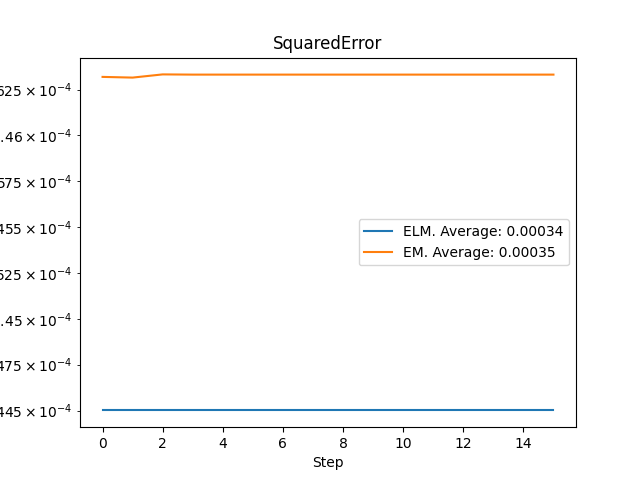 SquaredError
625 × 10⁻⁴
.46 × 10⁻⁴
575 × 10⁻⁴
455 × 10⁻⁴
525 × 10⁻⁴
.45 × 10⁻⁴
475 × 10⁻⁴
445 × 10⁻⁴
ELM. Average: 0.00034
EM. Average: 0.00035
0 2 4 6 8 10 12 14
Step